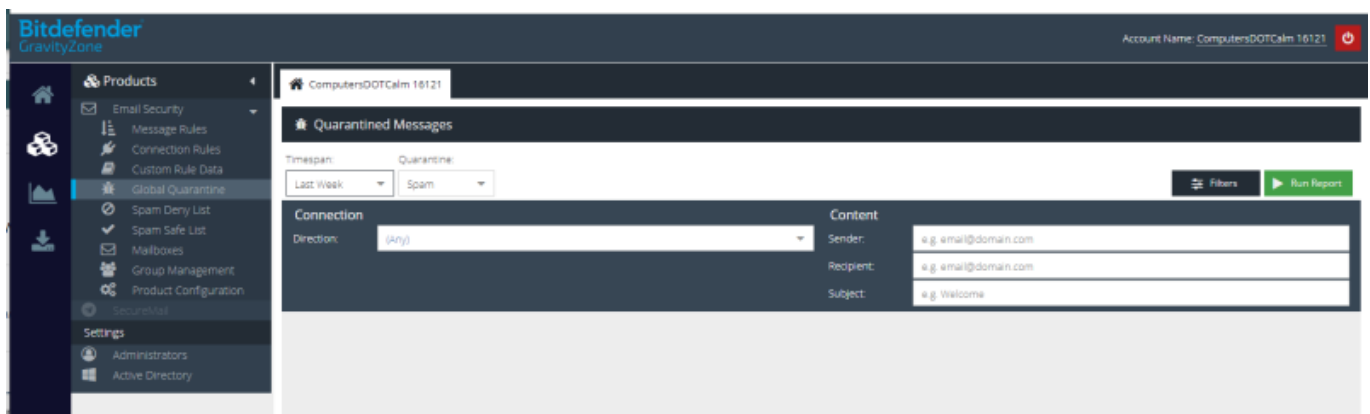 Bitdefender
GravityZone
Account Name: ComputersDOTCalm 16121
Products
Email Security
Message Rules
Connection Rules
Custom Rule Data
Global Quarantine
Spam Deny List
Spam Safe List
Mailboxes
Group Management
Product Configuration
SecureMail
Settings
Administrators
Active Directory
ComputersDOTCalm 16121
Quarantined Messages
Timespan: Quarantine:
Last Week Spam Filters Run Report
Connection Content
Direction: (Any) Sender: e.g. email@domain.com
Recipient: e.g. email@domain.com
Subject: e.g. Welcome